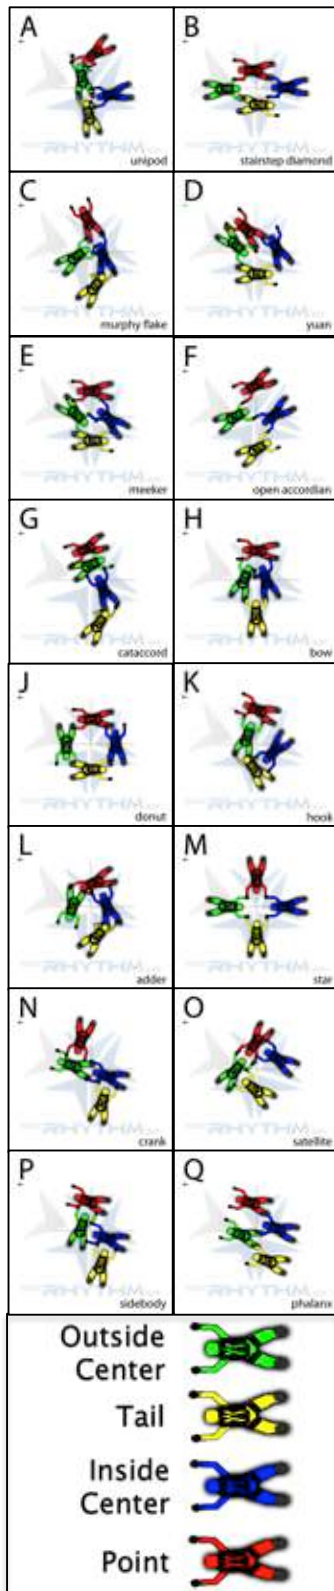 A
unipod
B
stairstep diamond
C
murphy flake
D
yuan
E
meeker
F
open accordian
G
cataccord
H
bow
J
donut
K
hook
L
adder
M
star
N
crank
O
satellite
P
sidebody
Q
phalanx
Outside
Center
Tail
Inside
Center
Point